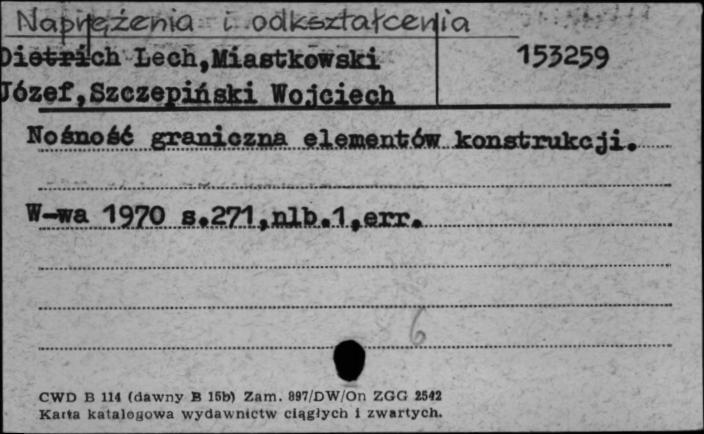 Naprężenia i odkształcenia
Dietrich Lech,Miastkowski 153259
Józef,Szczepiński Wojciech
Nośność graniczna elementów konstrukcji.
W-wa 1970 s.271,nlb.1,err.
6
CWD B 114 (dawny B 15b) Zam. 897/DW/On ZGG 2542
Karta katalogowa wydawnictw ciągłych i zwartych.